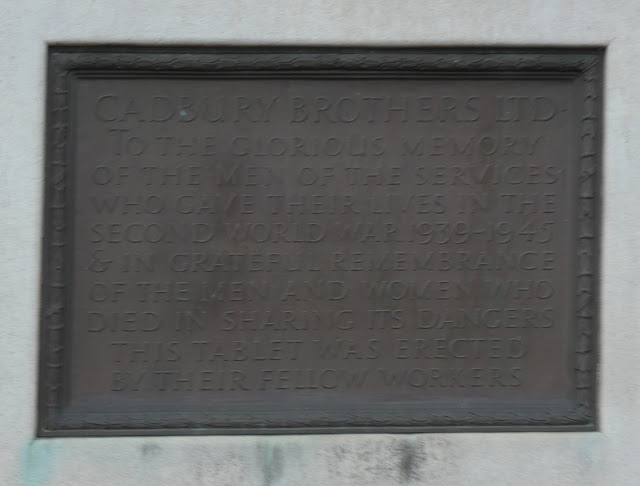 CADBURY BROTHERS LTD
TO THE GLORIOUS MEMORY
OF THE MEN OF THE SERVICES
WHO GAVE THEIR LIVES IN THE
SECOND WORLD WAR 1939-1945
& IN GRATEFUL REMEMBRANCE
OF THE MEN AND WOMEN WHO
DIED IN SHARING ITS DANGERS
THIS TABLET WAS ERECTED
BY THEIR FELLOW WORKERS